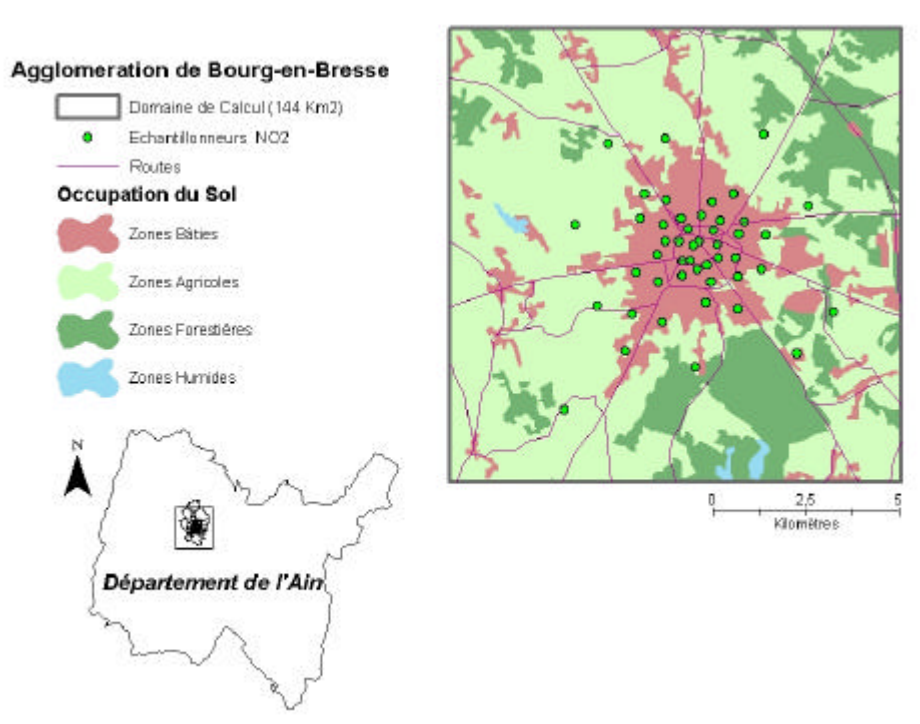 Agglomeration de Bourg-en-Bresse
Domaine de Calcul (144 Km2)
Echantillonneurs NO2
Routes
Occupation du Sol
Zones Bâties
Zones Agricoles
Zones Forestières
Zones Humides
N
Département de l'Ain
0 2,5 5
Kilomètres